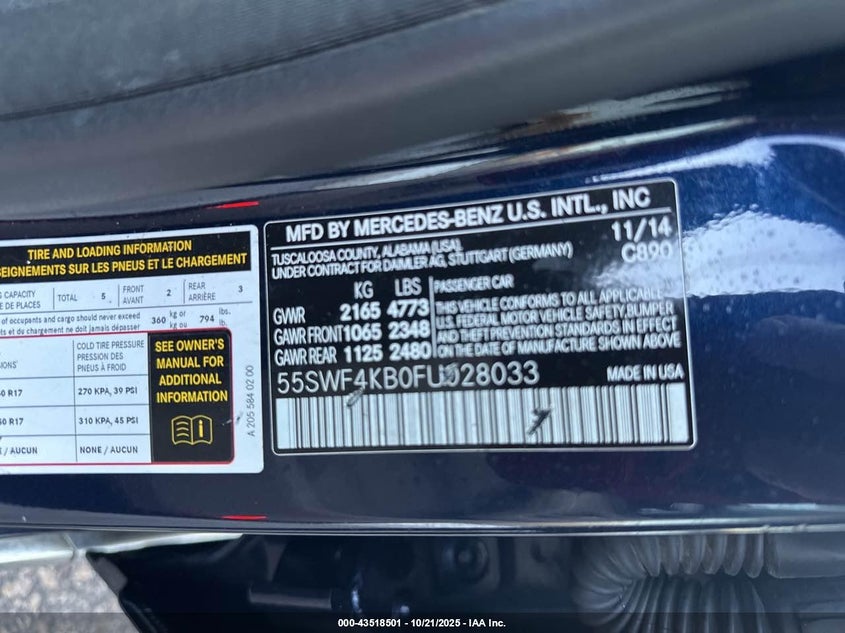 MFD BY MERCEDES-BENZ U.S. INTL., INC
TUSCALOOSA COUNTY, ALABAMA (USA). 11/14
UNDER CONTRACT FOR DAIMLER AG, STUTTGART (GERMANY) C890
KG LBS PASSENGER CAR
GVWR 2165 4773 THIS VEHICLE CONFORMS TO ALL APPLICABLE
GAWR FRONT 1065 2348 U.S. FEDERAL MOTOR VEHICLE SAFETY, BUMPER
GAWR REAR 1125 2480 AND THEFT PREVENTION STANDARDS IN EFFECT
ON THE DATE OF MANUFACTURE SHOWN ABOVE
55SWF4KB0FU028033
MADE IN USA
TIRE AND LOADING INFORMATION
SEIGNEMENTS SUR LES PNEUS ET LE CHARGEMENT
CAPACITY TOTAL 5 FRONT 2 REAR 3
DE PLACES AVANT ARRIÈRE
of occupants and cargo should never exceed 360 kg or 794 lbs.
et du chargement ne doit jamais dépasser kg ou lb.
COLD TIRE PRESSURE
PRESSION DES
PNEUS À FROID
R17 270 KPA, 39 PSI
R17 310 KPA, 45 PSI
/ AUCUN NONE / AUCUN
SEE OWNER'S
MANUAL FOR
ADDITIONAL
INFORMATION
A 205 584 02 00
000-43518501 - 10/21/2025 - IAA Inc.